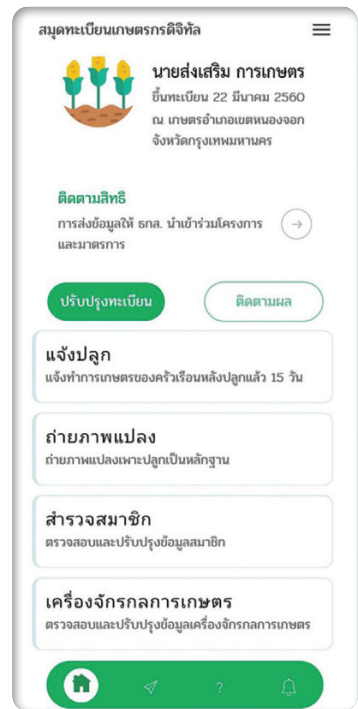 สมุดทะเบียนเกษตรกรดิจิทัล
นายส่งเสริม การเกษตร
ขึ้นทะเบียน 22 มีนาคม 2560
ณ เกษตรอำเภอเขตหนองจอก
จังหวัดกรุงเทพมหานคร
ติดตามสิทธิ
การส่งข้อมูลให้ ธกส. นำเข้าร่วมโครงการ
และมาตรการ
ปรับปรุงทะเบียน
ติดตามผล
แจ้งปลูก
แจ้งทำการเกษตรของครัวเรือนหลังปลูกแล้ว 15 วัน
ถ่ายภาพแปลง
ถ่ายภาพแปลงเพาะปลูกเป็นหลักฐาน
สำรวจสมาชิก
ตรวจสอบและปรับปรุงข้อมูลสมาชิก
เครื่องจักรกลการเกษตร
ตรวจสอบและปรับปรุงข้อมูลเครื่องจักรกลการเกษตร
?